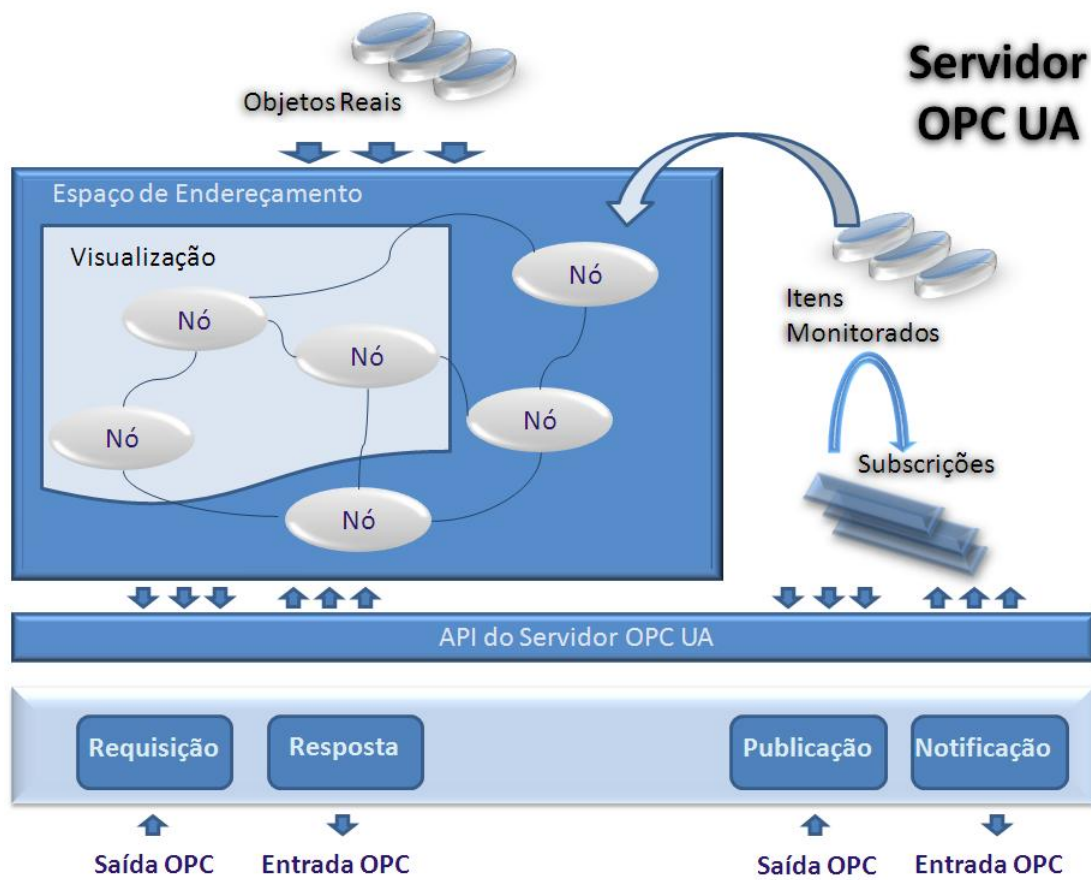 Servidor
OPC UA
Objetos Reais
Espaço de Endereçamento
Visualização
Nó
Nó
Nó
Nó
Nó
Nó
Itens
Monitorados
Subscrições
API do Servidor OPC UA
Requisição
Resposta
Publicação
Notificação
Saída OPC
Entrada OPC
Saída OPC
Entrada OPC